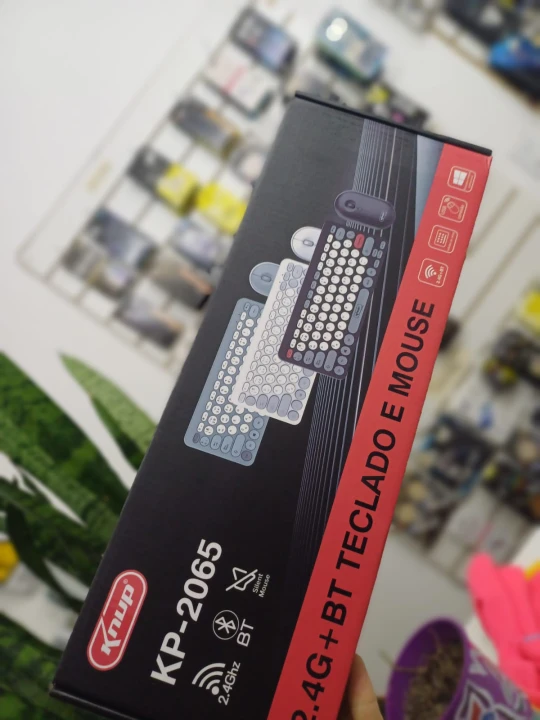 Knup®
KP-2065
2.4Ghz
BT
Silent
Mouse
2.4G+BT TECLADO E MOUSE